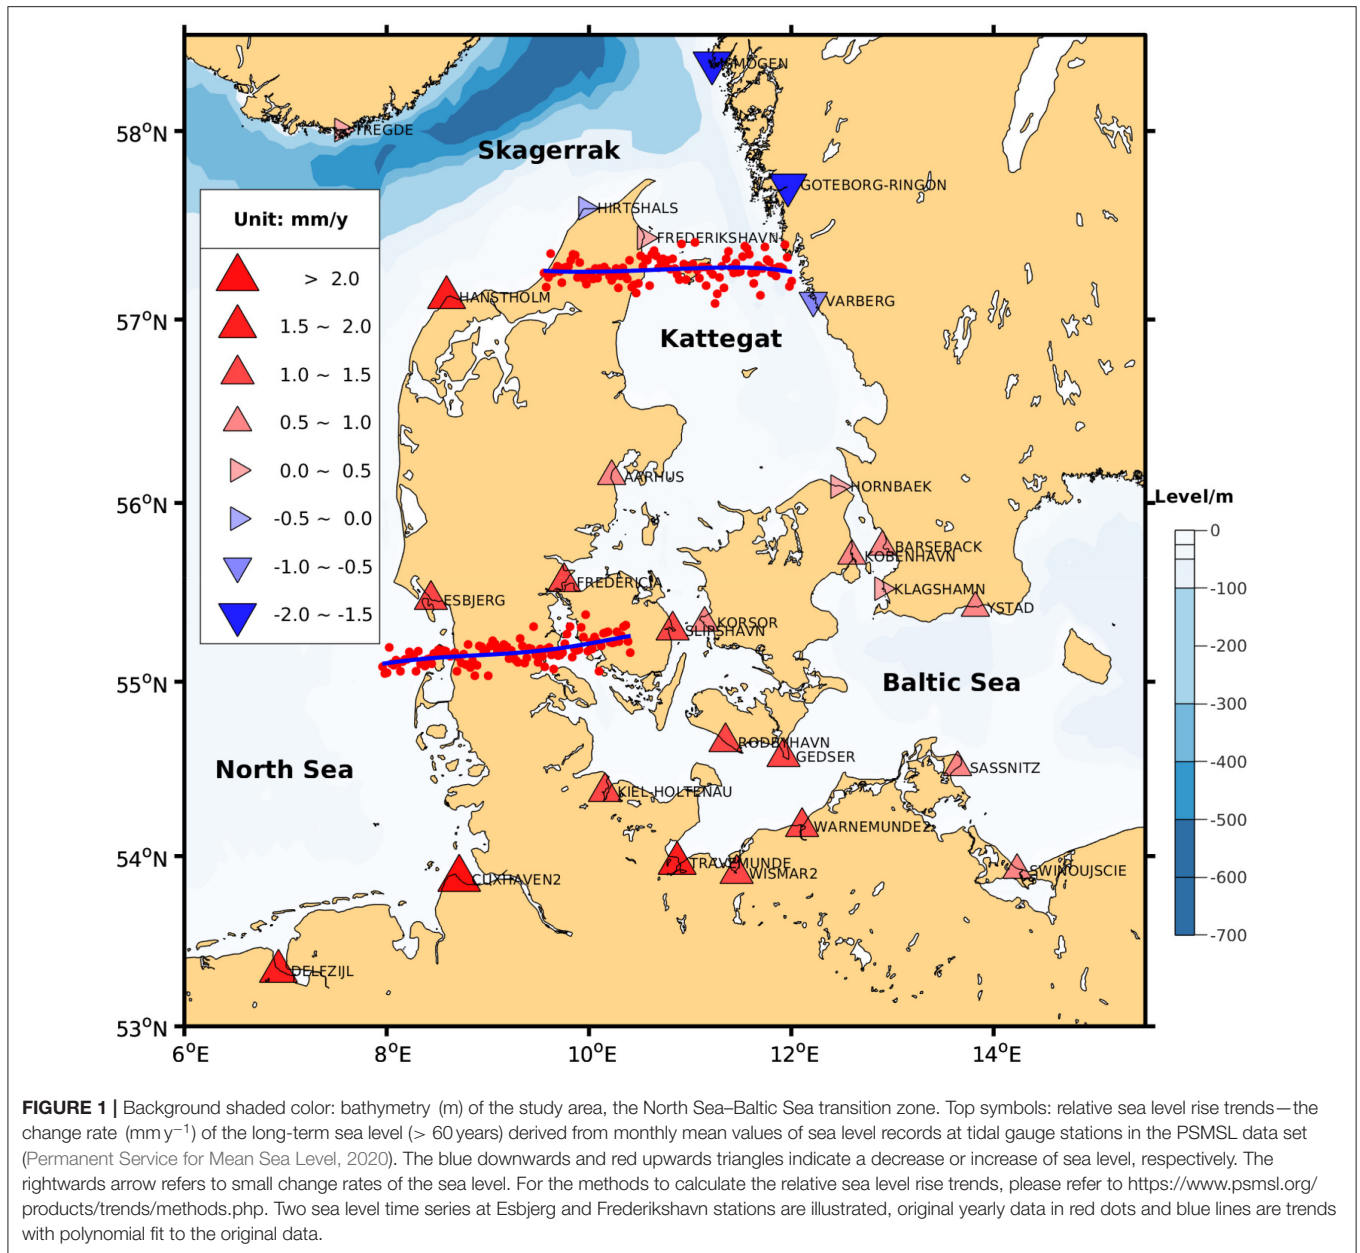 SMOGEN
58°N
TREGDE
Skagerrak
GOTEBORG-RINGON
Unit: mm/y
HIRTSHALS
FREDERIKSHAVN
> 2.0
HANSTHOLM
VARBERG
57°N
1.5 ~ 2.0
Kattegat
1.0 ~ 1.5
0.5 ~ 1.0
0.0 ~ 0.5
AARHUS
HORNBAEK
56°N
Level/m
-0.5 ~ 0.0
0
BARSEBACK
KOBENHAVN
-1.0 ~ -0.5
FREDERICIA
KLAGSHAMN
-100
ESBJERG
YSTAD
-2.0 ~ -1.5
KORSOR
SLIPSHAVN
-200
55°N
Baltic Sea
-300
RODBYHAVN
GEDSER
North Sea
SASSNITZ
-400
KIEL-HOLTENAU
WARNEMUNDE2
-500
54°N
TRAVEMUNDE
WISMAR2
SWINOUJSCIE
CUXHAVEN2
-600
-700
DELFZIJL
53°N
6°E 8°E 10°E 12°E 14°E
FIGURE 1 | Background shaded color: bathymetry (m) of the study area, the North Sea–Baltic Sea transition zone. Top symbols: relative sea level rise trends—the
change rate (mm y⁻¹) of the long-term sea level (> 60 years) derived from monthly mean values of sea level records at tidal gauge stations in the PSMSL data set
(Permanent Service for Mean Sea Level, 2020). The blue downwards and red upwards triangles indicate a decrease or increase of sea level, respectively. The
rightwards arrow refers to small change rates of the sea level. For the methods to calculate the relative sea level rise trends, please refer to https://www.psmsl.org/
products/trends/methods.php. Two sea level time series at Esbjerg and Frederikshavn stations are illustrated, original yearly data in red dots and blue lines are trends
with polynomial fit to the original data.